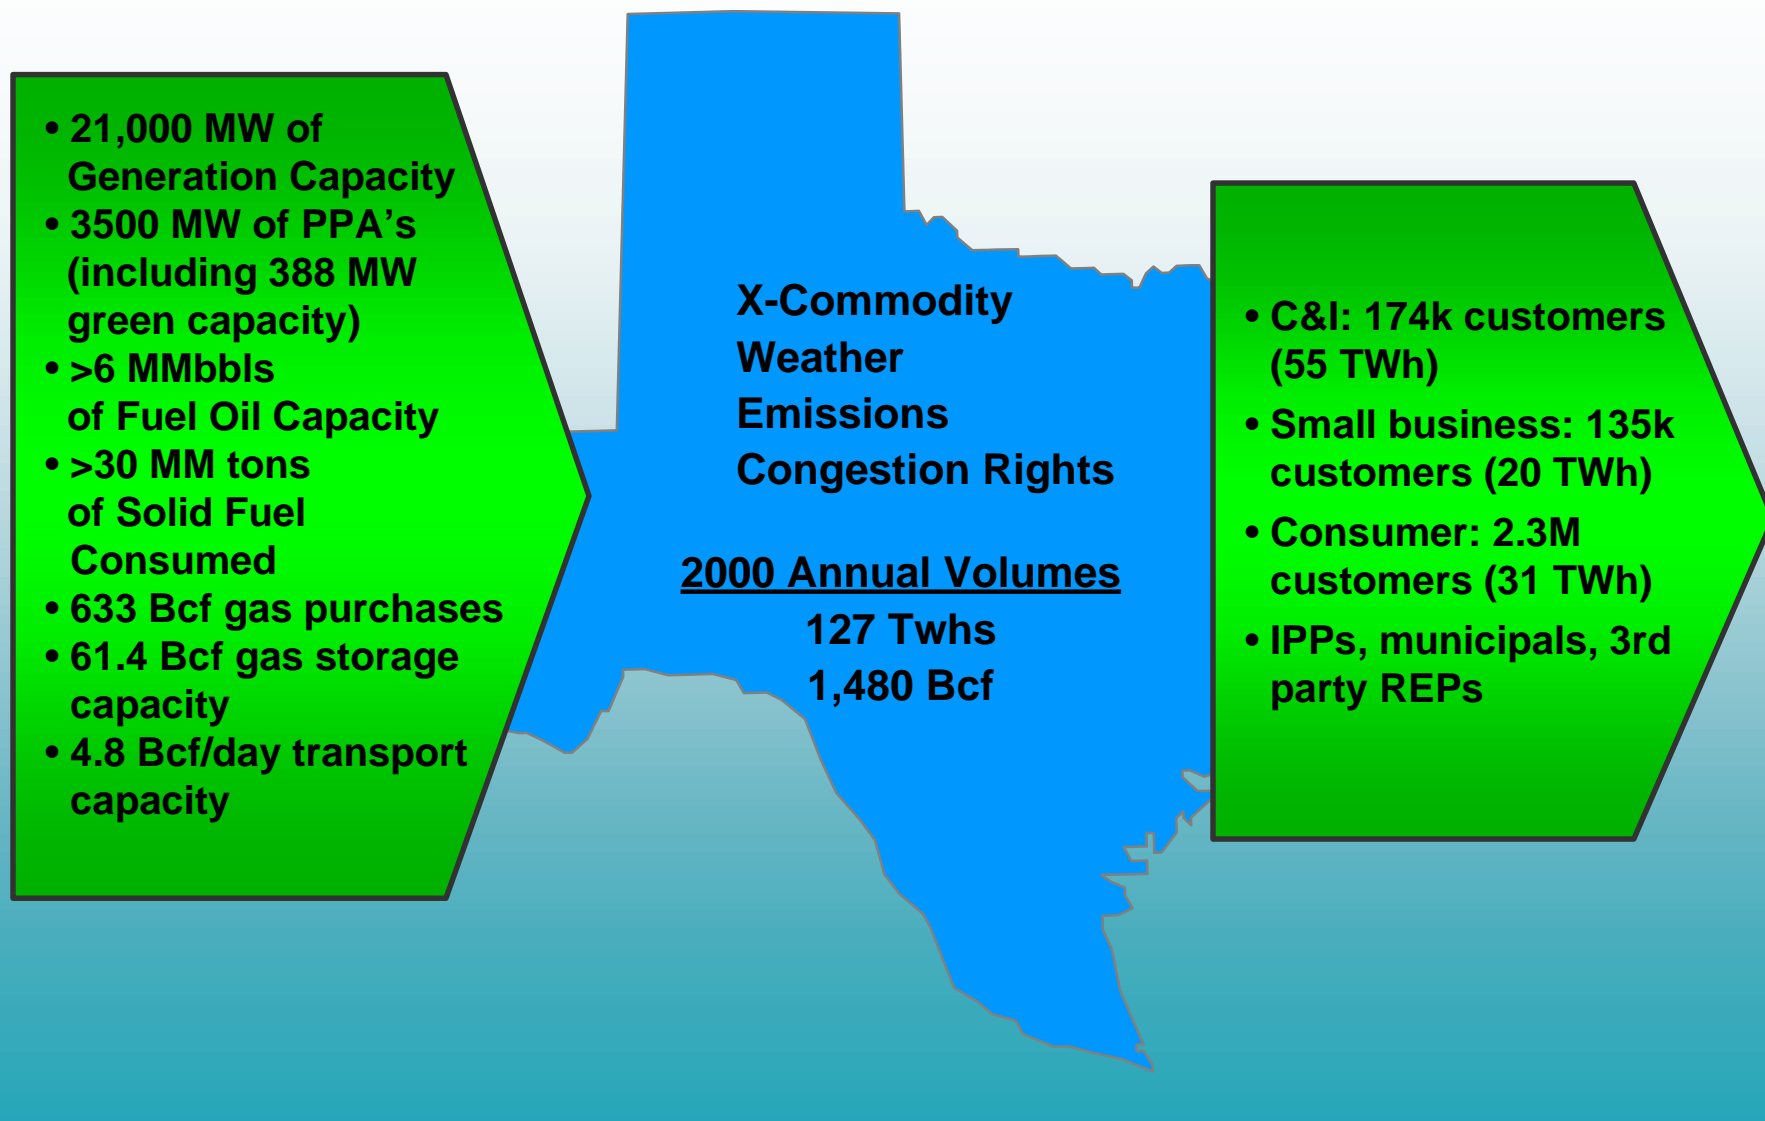 • 21,000 MW of
Generation Capacity
• 3500 MW of PPA’s
(including 388 MW
green capacity)
• >6 MMbbls
of Fuel Oil Capacity
• >30 MM tons
of Solid Fuel
Consumed
• 633 Bcf gas purchases
• 61.4 Bcf gas storage
capacity
• 4.8 Bcf/day transport
capacity
X-Commodity
Weather
Emissions
Congestion Rights
2000 Annual Volumes
127 Twhs
1,480 Bcf
• C&I: 174k customers
(55 TWh)
• Small business: 135k
customers (20 TWh)
• Consumer: 2.3M
customers (31 TWh)
• IPPs, municipals, 3rd
party REPs